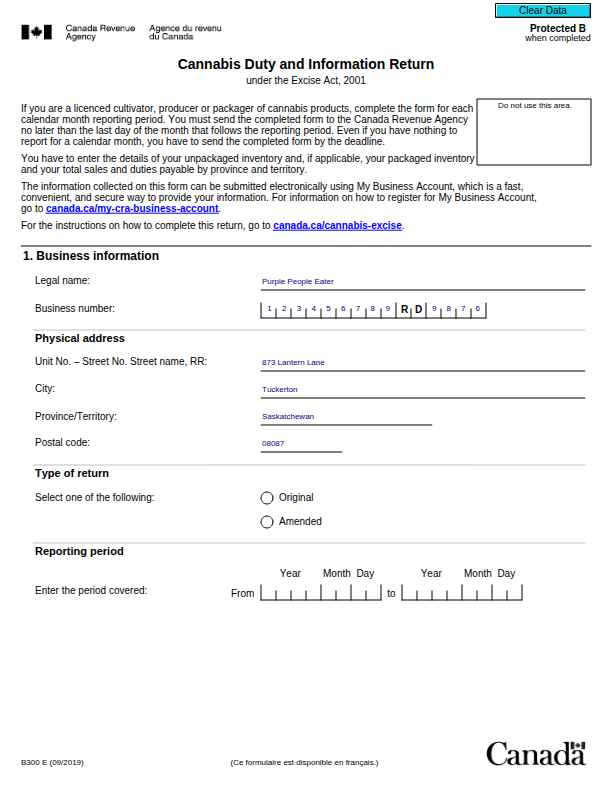 Clear Data
Canada Revenue Agence du revenu
Agency du Canada
Protected B
when completed
Cannabis Duty and Information Return
under the Excise Act, 2001
Do not use this area.
If you are a licenced cultivator, producer or packager of cannabis products, complete the form for each
calendar month reporting period. You must send the completed form to the Canada Revenue Agency
no later than the last day of the month that follows the reporting period. Even if you have nothing to
report for a calendar month, you have to send the completed form by the deadline.
You have to enter the details of your unpackaged inventory and, if applicable, your packaged inventory
and your total sales and duties payable by province and territory.
The information collected on this form can be submitted electronically using My Business Account, which is a fast,
convenient, and secure way to provide your information. For information on how to register for My Business Account,
go to canada.ca/my-cra-business-account.
For the instructions on how to complete this return, go to canada.ca/cannabis-excise.
1. Business information
Legal name: Purple People Eater
Business number: 1 2 3 4 5 6 7 8 9 R D 9 8 7 6
Physical address
Unit No. – Street No. Street name, RR: 873 Lantern Lane
City: Tuckerton
Province/Territory: Saskatchewan
Postal code: 08087
Type of return
Select one of the following: Original
Amended
Reporting period
Year Month Day Year Month Day
Enter the period covered: From to
B300 E (09/2019) (Ce formulaire est disponible en français.) Canada